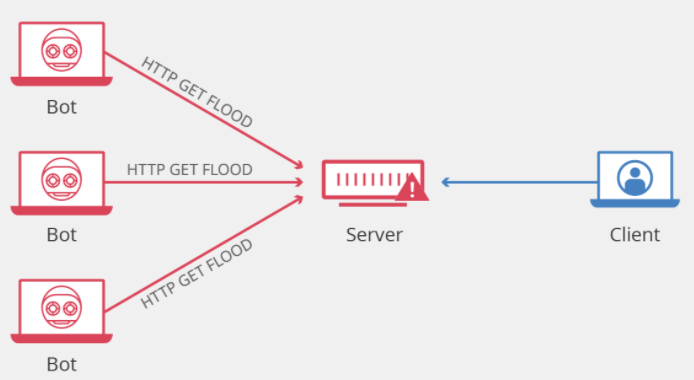 HTTP GET FLOOD
Bot
HTTP GET FLOOD
Bot
Server
Client
HTTP GET FLOOD
Bot